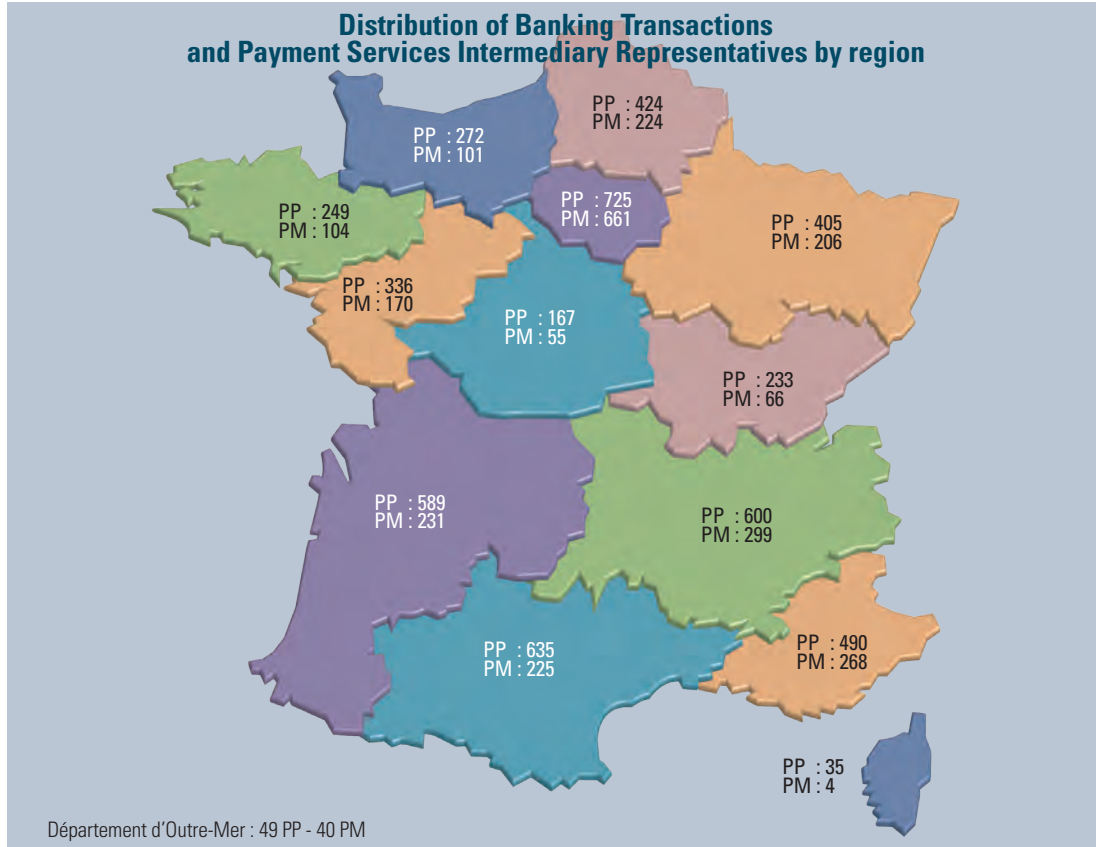 Distribution of Banking Transactions
and Payment Services Intermediary Representatives by region
PP : 424
PM : 224
PP : 272
PM : 101
PP : 725
PM : 661
PP : 249
PM : 104
PP : 405
PM : 206
PP : 336
PM : 170
PP : 167
PM : 55
PP : 233
PM : 66
PP : 589
PM : 231
PP : 600
PM : 299
PP : 635
PM : 225
PP : 490
PM : 268
PP : 35
PM : 4
Département d'Outre-Mer : 49 PP - 40 PM